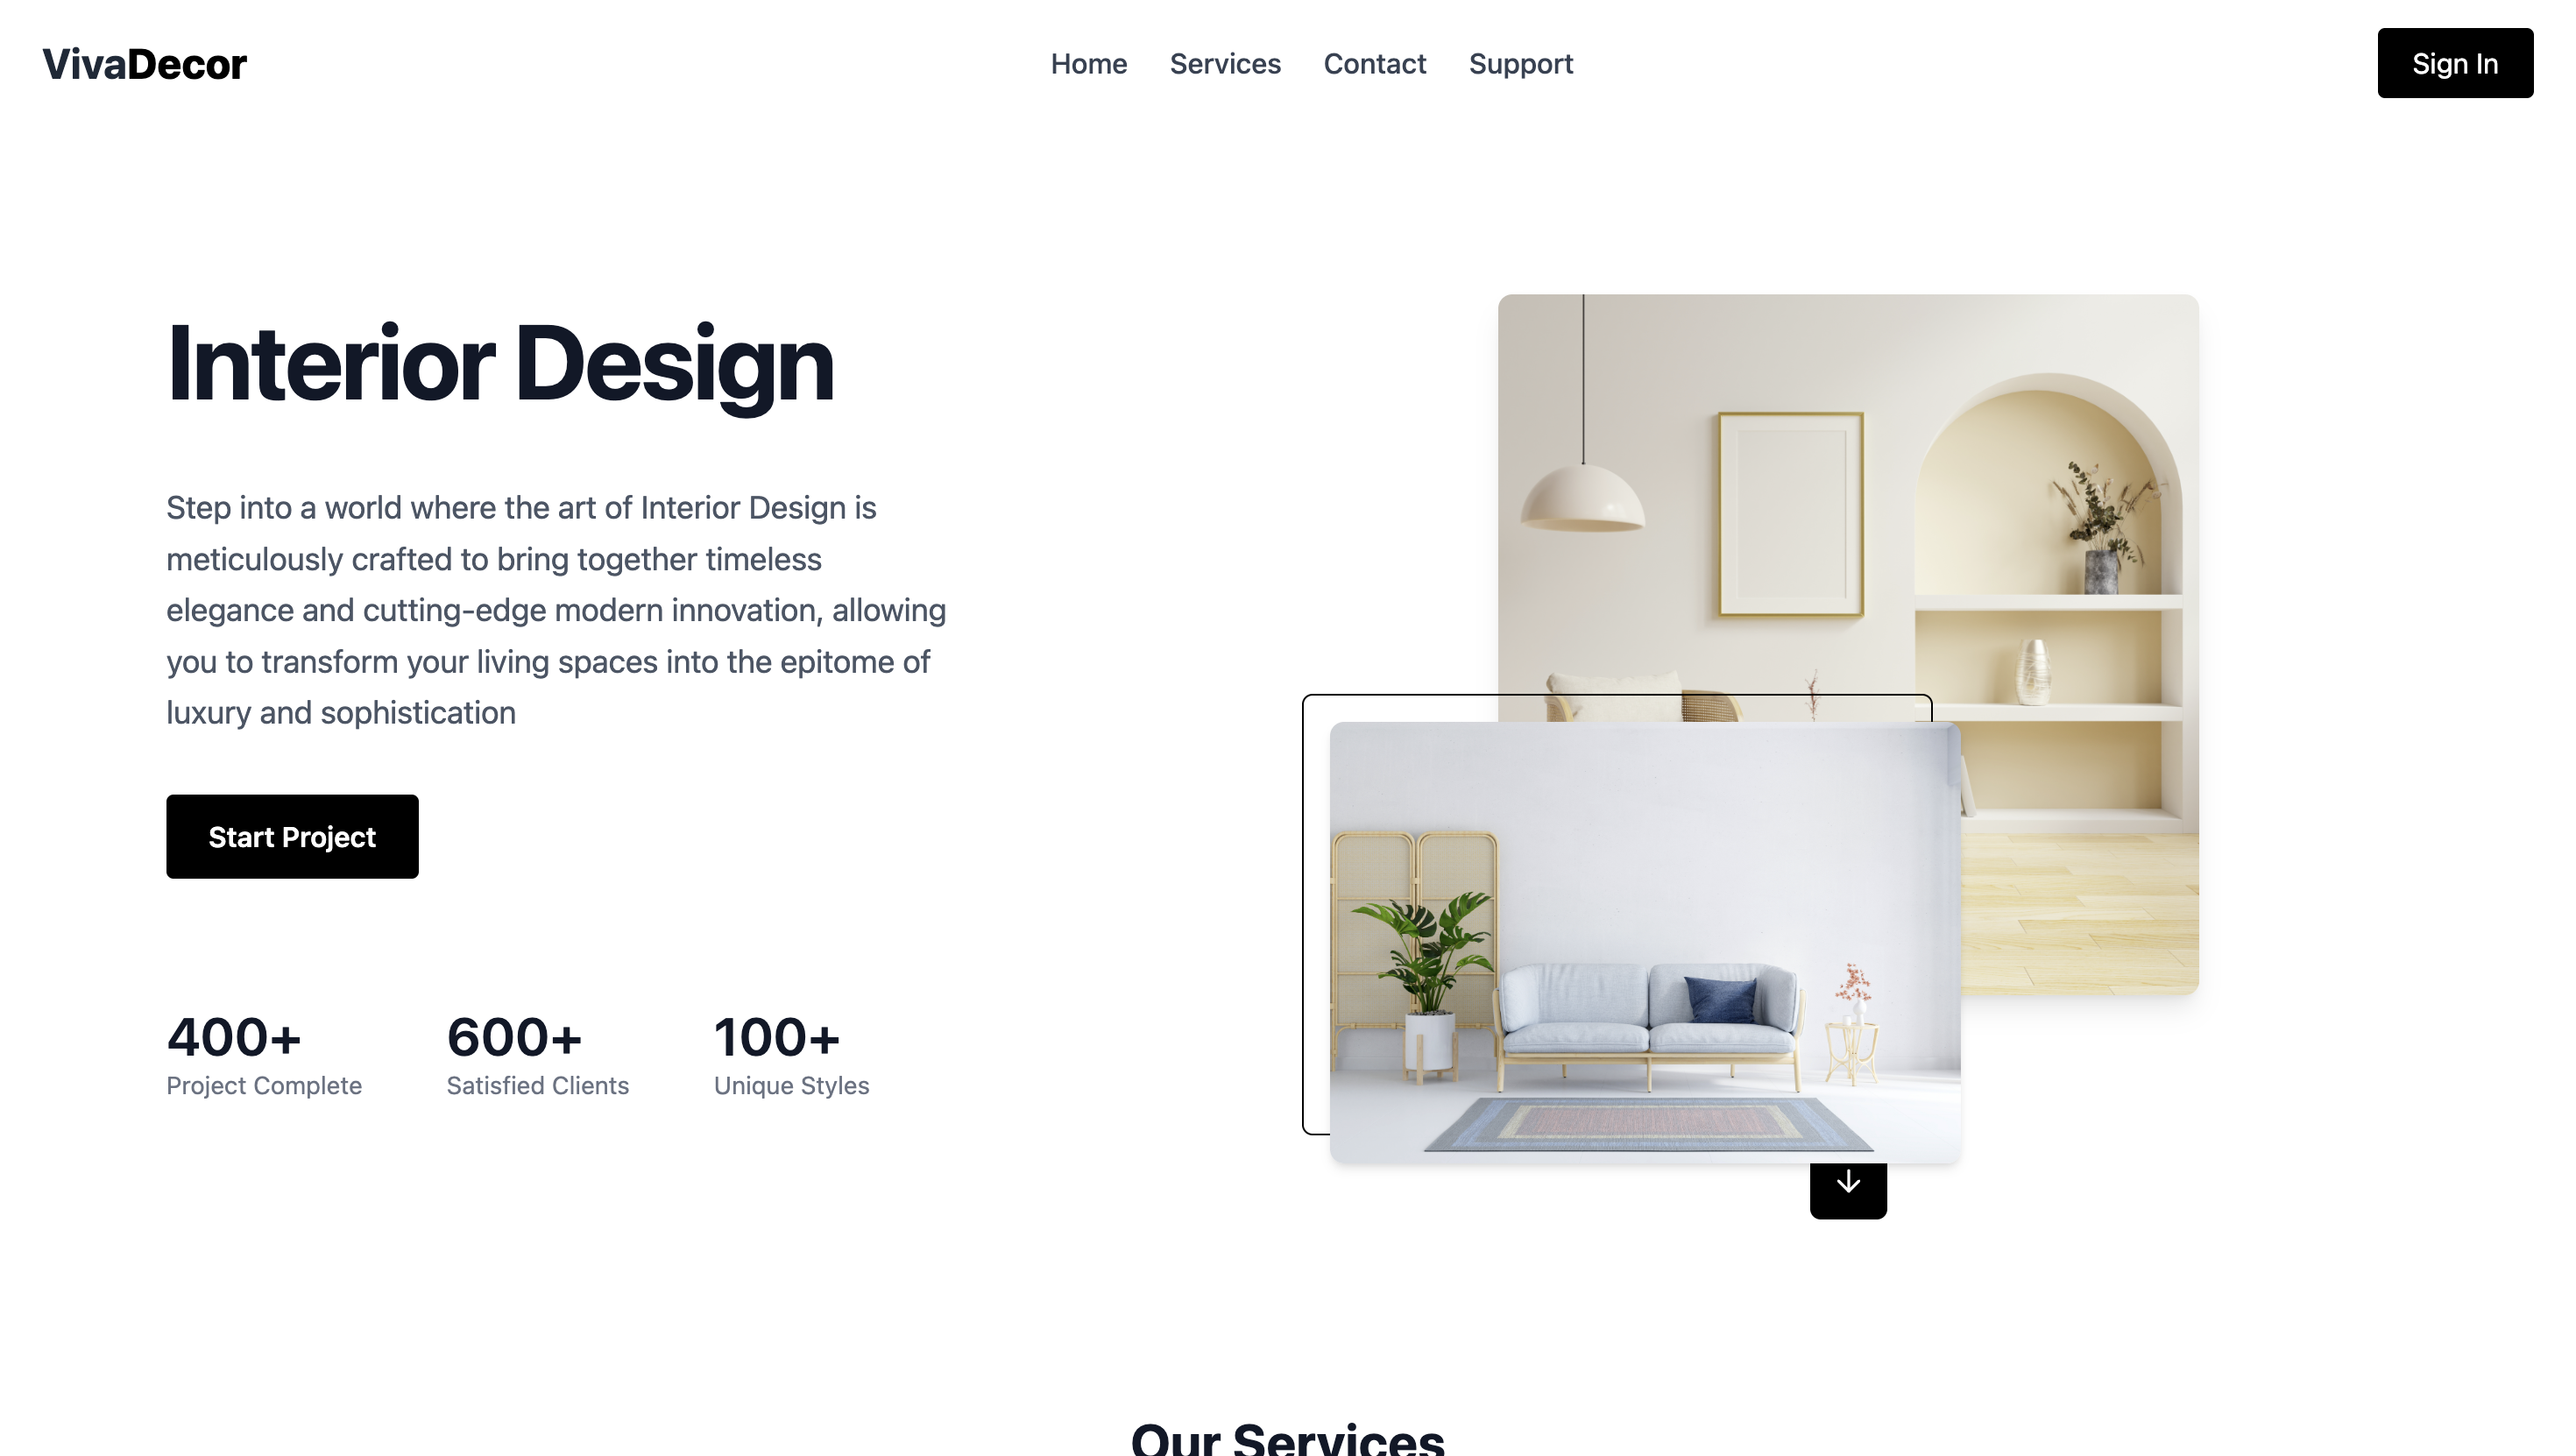 VivaDecor
Home
Services
Contact
Support
Sign In
Interior Design
Step into a world where the art of Interior Design is
meticulously crafted to bring together timeless
elegance and cutting-edge modern innovation, allowing
you to transform your living spaces into the epitome of
luxury and sophistication
Start Project
400+
Project Complete
600+
Satisfied Clients
100+
Unique Styles
Our Services